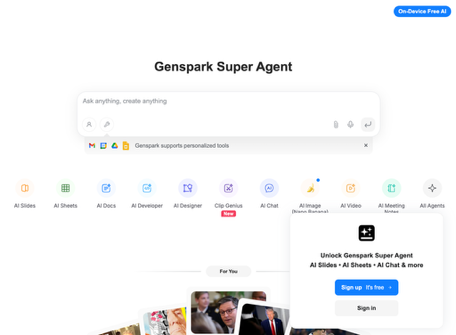 On-Device Free AI
Genspark Super Agent
Ask anything, create anything
Genspark supports personalized tools
AI Slides
AI Sheets
AI Docs
AI Developer
AI Designer
Clip Genius
New
AI Chat
AI Image
(Nano Banana)
AI Video
AI Meeting
Notes
AI Agents
Unlock Genspark Super Agent
AI Slides • AI Sheets • AI Chat & more
Sign up It's free
Sign in
For You